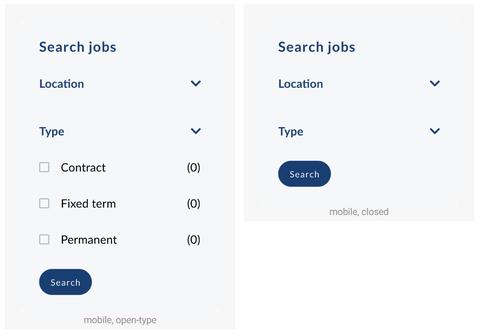 Search jobs
Location
Type
Contract (0)
Fixed term (0)
Permanent (0)
Search
mobile, open-type
Search jobs
Location
Type
Search
mobile, closed